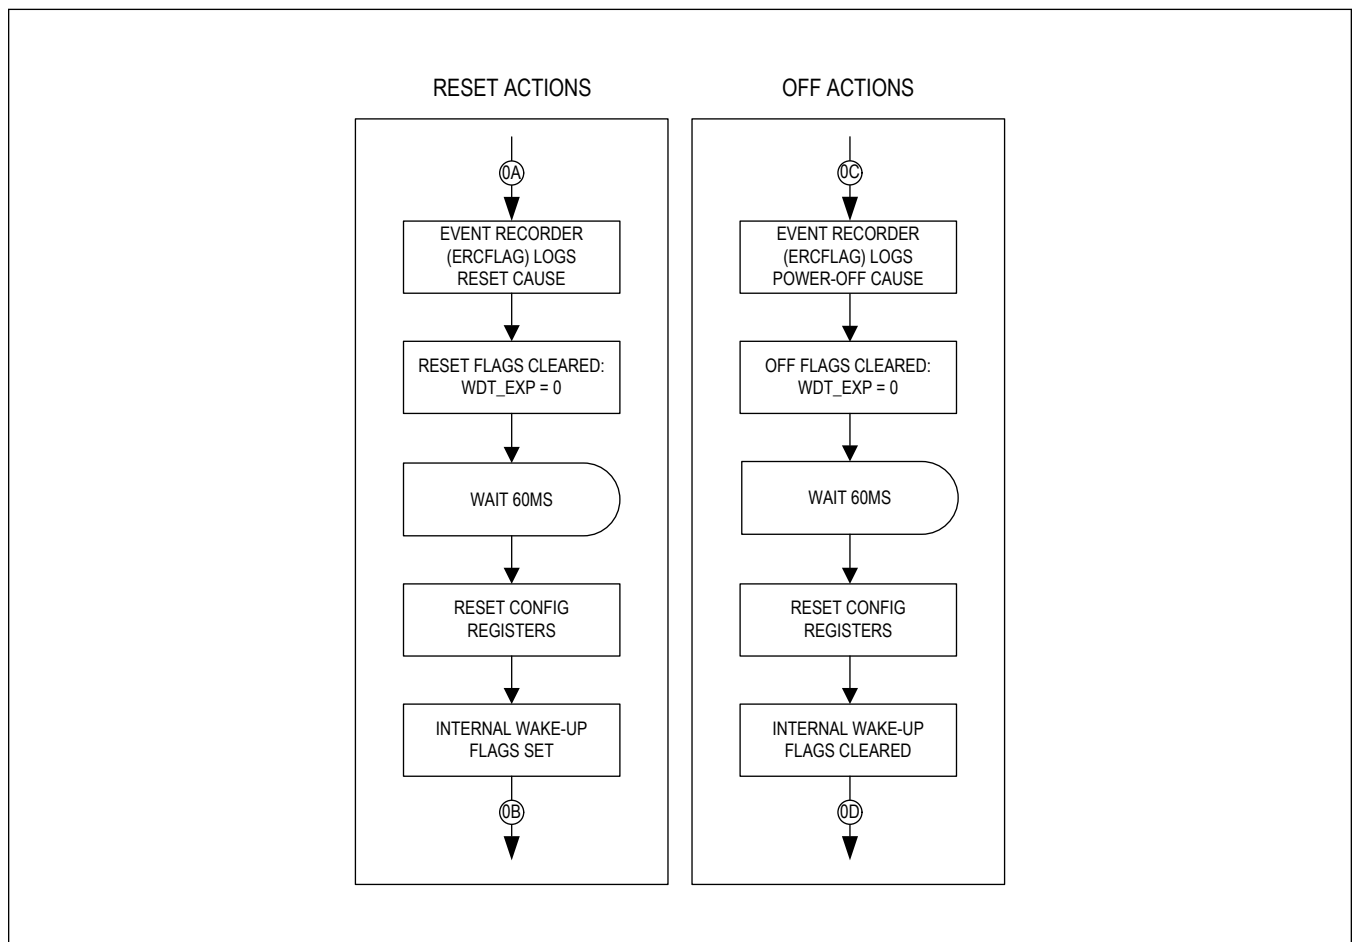 RESET ACTIONS
0A
EVENT RECORDER
(ERCFLAG) LOGS
RESET CAUSE
RESET FLAGS CLEARED:
WDT_EXP = 0
WAIT 60MS
RESET CONFIG
REGISTERS
INTERNAL WAKE-UP
FLAGS SET
0B
OFF ACTIONS
0C
EVENT RECORDER
(ERCFLAG) LOGS
POWER-OFF CAUSE
OFF FLAGS CLEARED:
WDT_EXP = 0
WAIT 60MS
RESET CONFIG
REGISTERS
INTERNAL WAKE-UP
FLAGS CLEARED
0D